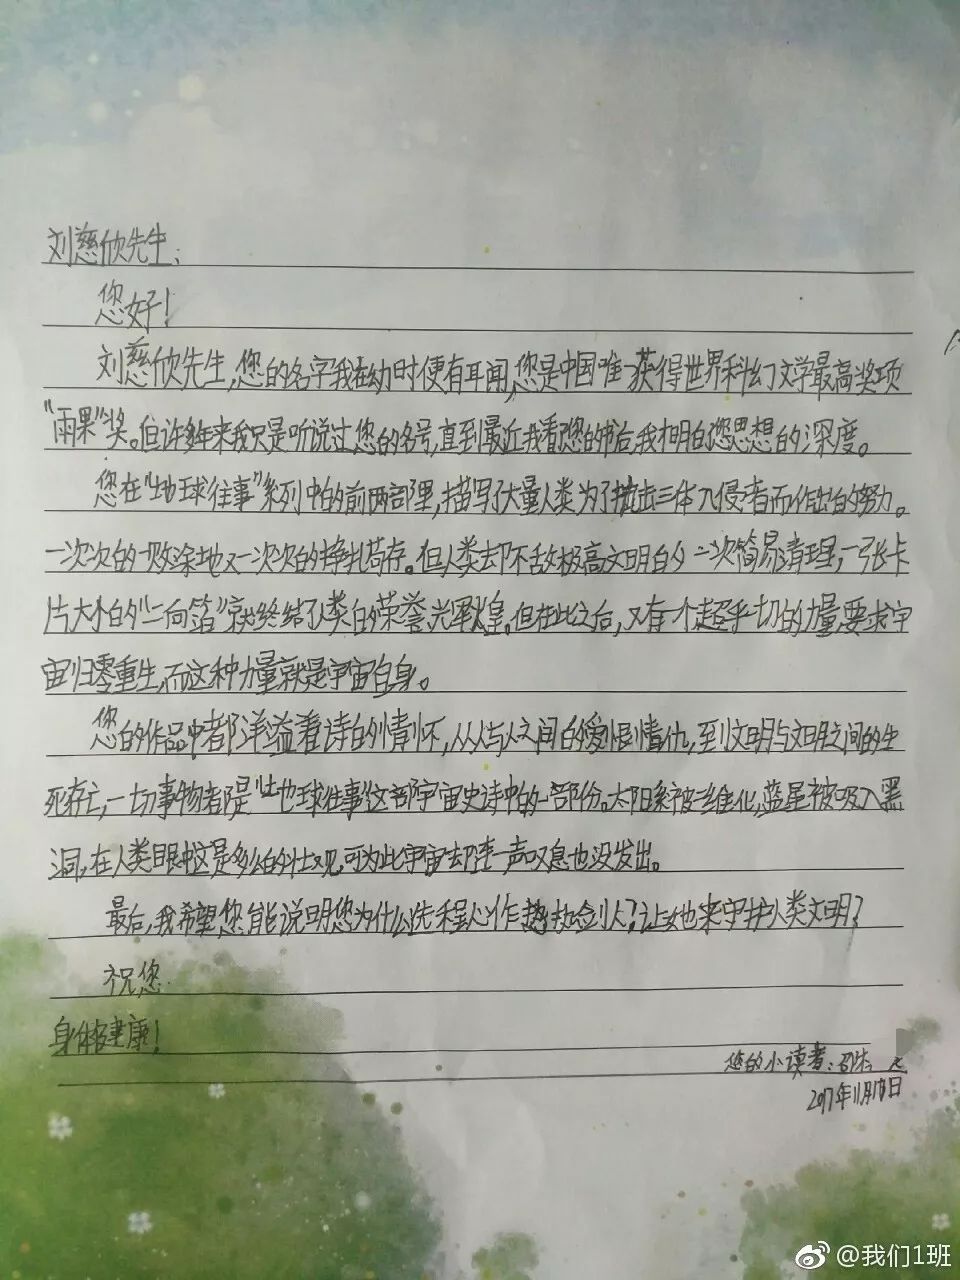 刘慈欣先生:
您好!
刘慈欣先生,您的名字我在幼时便有耳闻,您是中国唯一获得世界科幻文学最高奖项
"雨果"奖。但许多年来我只是听说过您的名号,直到最近我看您的书后,我才明白您思想的深度。
您在"地球往事"系列中的前两部里,描写了大量人类为了抗击三体入侵者而作出的努力。
一次次的一败涂地又一次次的挣扎苟存。但人类却不敌极高文明的一次简易清理,一张卡
片大小的"二向箔"就终结了人类的荣誉光辉煌。但在此之后,又有一个超乎一切的力量要求宇
宙归零重生,而这种力量就是宇宙自身。
您的作品中都洋溢着诗的情怀,从人与人之间的爱恨情仇,到文明与文明之间的生
死存亡,一切事物都是"地球往事"这部宇宙史诗中的一部份。太阳系被二维化,蓝星被吸入黑
洞,在人类眼中这是多么的壮观,可为此宇宙却连一声叹息也没发出。
最后,我希望您能说明您为什么选程心作执剑人?让她来守护人类文明?
祝您
身体健康!
您的小读者:
2017年11月18日
@我们1班